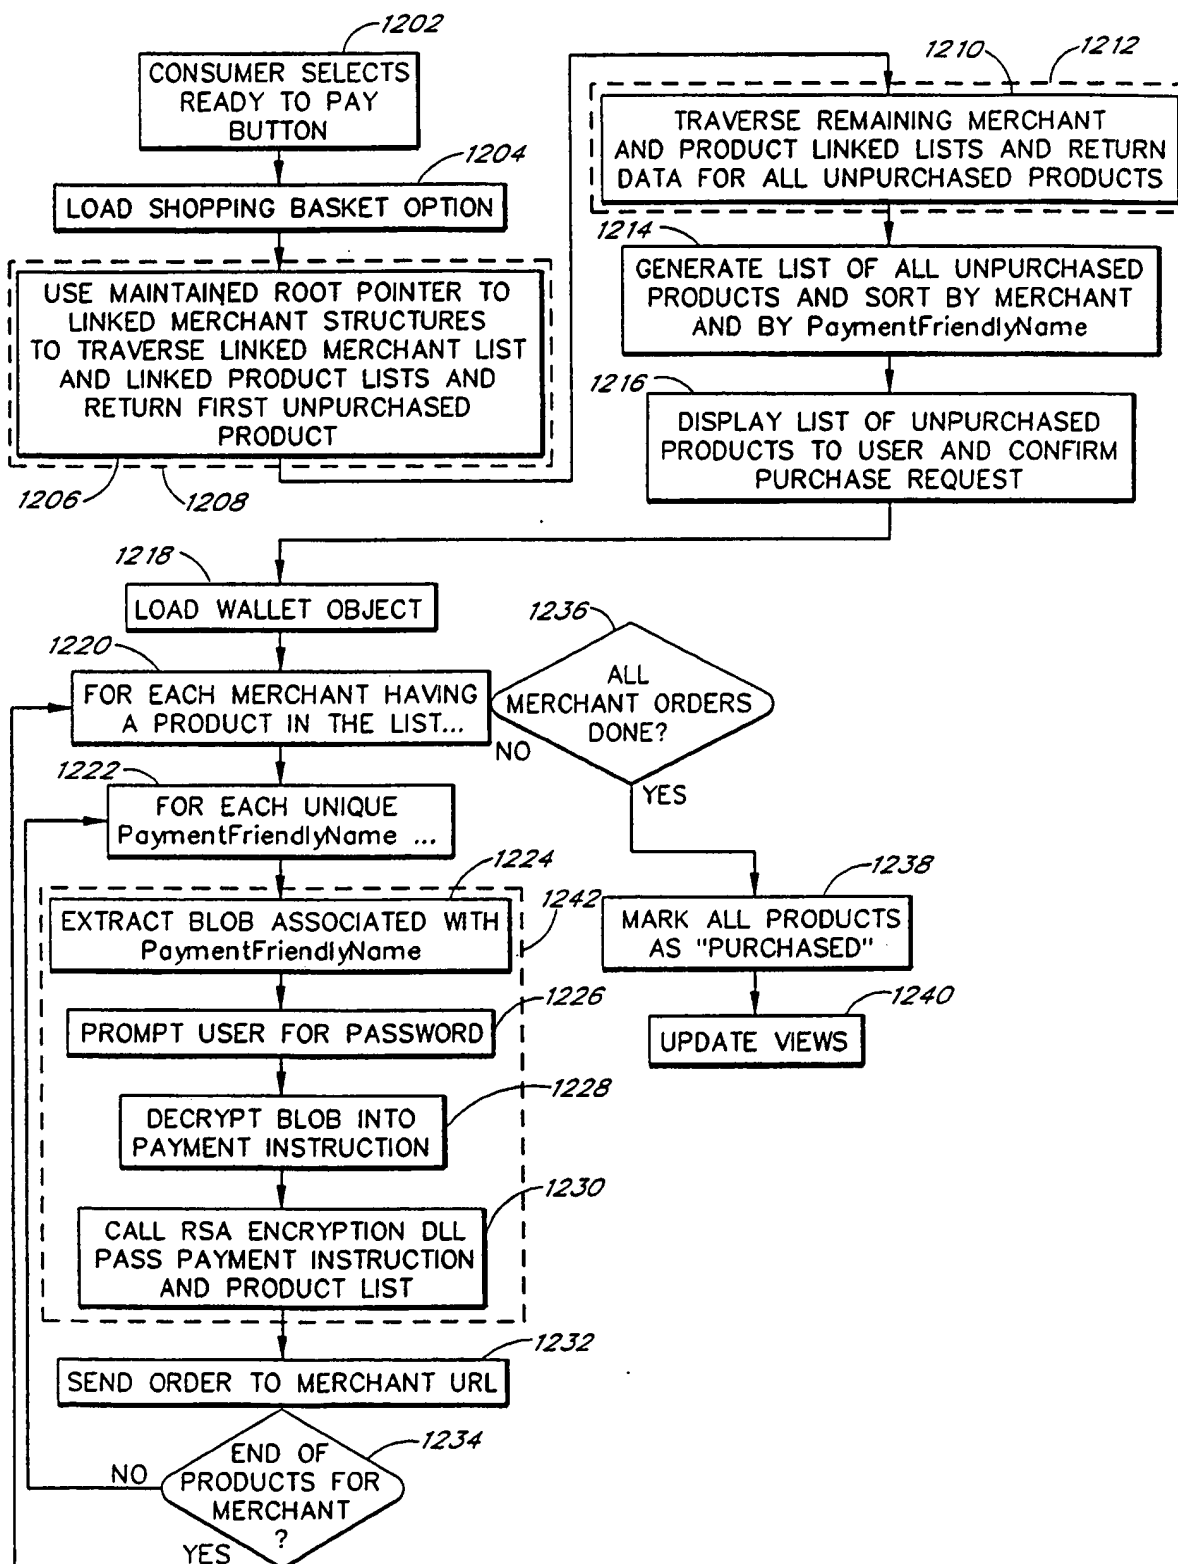 1202
CONSUMER SELECTS
READY TO PAY
BUTTON
1204
LOAD SHOPPING BASKET OPTION
USE MAINTAINED ROOT POINTER TO
LINKED MERCHANT STRUCTURES
TO TRAVERSE LINKED MERCHANT LIST
AND LINKED PRODUCT LISTS AND
RETURN FIRST UNPURCHASED
PRODUCT
1206
1208
1210
1212
TRAVERSE REMAINING MERCHANT
AND PRODUCT LINKED LISTS AND RETURN
DATA FOR ALL UNPURCHASED PRODUCTS
1214
GENERATE LIST OF ALL UNPURCHASED
PRODUCTS AND SORT BY MERCHANT
AND BY PaymentFriendlyName
1216
DISPLAY LIST OF UNPURCHASED
PRODUCTS TO USER AND CONFIRM
PURCHASE REQUEST
1218
LOAD WALLET OBJECT
1220
FOR EACH MERCHANT HAVING
A PRODUCT IN THE LIST...
1222
FOR EACH UNIQUE
PaymentFriendlyName ...
1224
1242
EXTRACT BLOB ASSOCIATED WITH
PaymentFriendlyName
1226
PROMPT USER FOR PASSWORD
1228
DECRYPT BLOB INTO
PAYMENT INSTRUCTION
1230
CALL RSA ENCRYPTION DLL
PASS PAYMENT INSTRUCTION
AND PRODUCT LIST
1232
SEND ORDER TO MERCHANT URL
1234
END OF
PRODUCTS FOR
MERCHANT
?
NO
YES
1236
ALL
MERCHANT ORDERS
DONE?
NO
YES
1238
MARK ALL PRODUCTS
AS "PURCHASED"
1240
UPDATE VIEWS